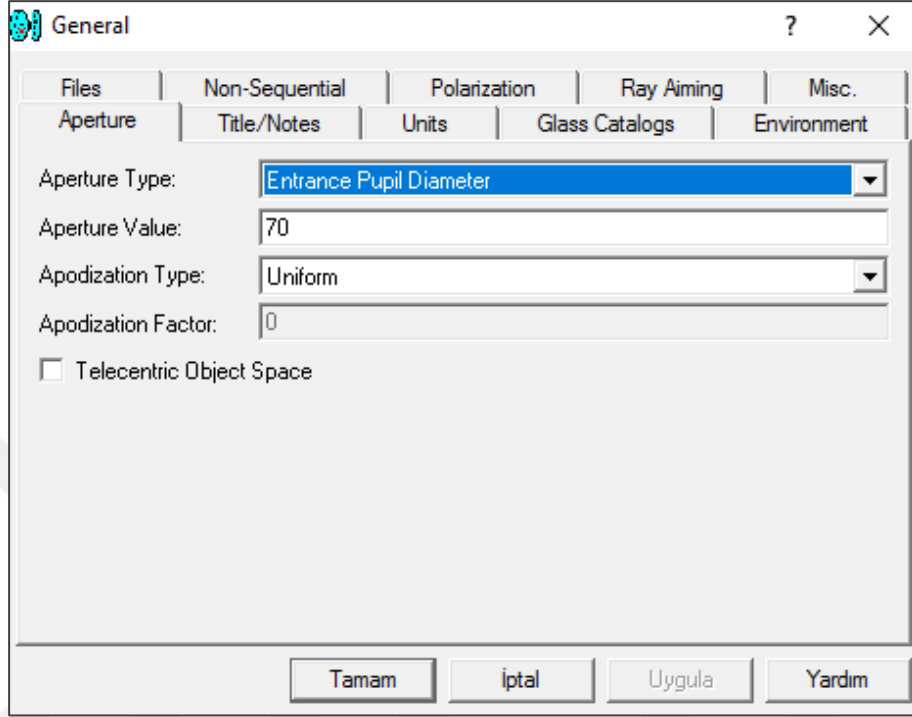 General ? ×
Files Non-Sequential Polarization Ray Aiming Misc.
Aperture Title/Notes Units Glass Catalogs Environment
Aperture Type: Entrance Pupil Diameter
Aperture Value: 70
Apodization Type: Uniform
Apodization Factor: 0
Telecentric Object Space
Tamam İptal Uygula Yardım